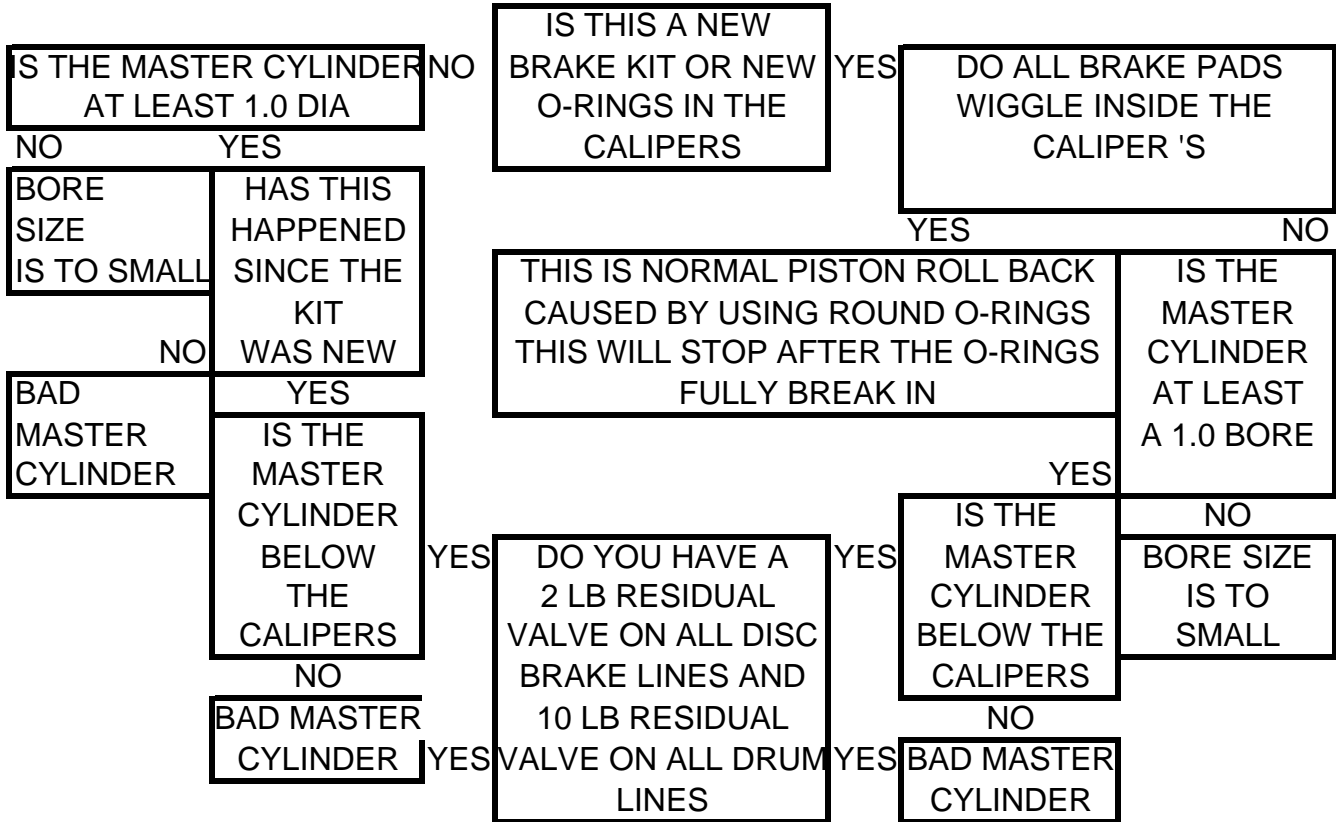 IS THIS A NEW
BRAKE KIT OR NEW
O-RINGS IN THE
CALIPERS
NO
YES
IS THE MASTER CYLINDER
AT LEAST 1.0 DIA
NO
YES
BORE
SIZE
IS TO SMALL
HAS THIS
HAPPENED
SINCE THE
KIT
WAS NEW
NO
YES
BAD
MASTER
CYLINDER
IS THE
MASTER
CYLINDER
BELOW
THE
CALIPERS
YES
NO
BAD MASTER
CYLINDER
YES
DO ALL BRAKE PADS
WIGGLE INSIDE THE
CALIPER 'S
YES
NO
THIS IS NORMAL PISTON ROLL BACK
CAUSED BY USING ROUND O-RINGS
THIS WILL STOP AFTER THE O-RINGS
FULLY BREAK IN
IS THE
MASTER
CYLINDER
AT LEAST
A 1.0 BORE
YES
NO
BORE SIZE
IS TO
SMALL
IS THE
MASTER
CYLINDER
BELOW THE
CALIPERS
YES
NO
BAD MASTER
CYLINDER
YES
DO YOU HAVE A
2 LB RESIDUAL
VALVE ON ALL DISC
BRAKE LINES AND
10 LB RESIDUAL
VALVE ON ALL DRUM
LINES